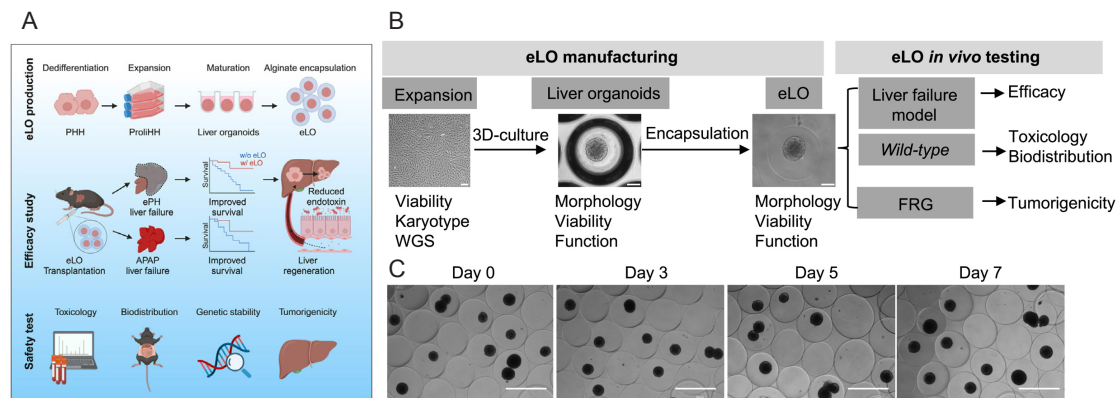 A
eLO production
Dedifferentiation
Expansion
Maturation
Alginate encapsulation
PHH
ProliHH
Liver organoids
eLO
Efficacy study
Survival
w/o eLO
w/ eLO
ePH
liver failure
Improved
survival
Reduced
endotoxin
eLO
Transplantation
APAP
liver failure
Survival
Improved
survival
Liver
regeneration
Safety test
Toxicology
Biodistribution
Genetic stability
Tumorigenicity
B
eLO manufacturing
eLO in vivo testing
Expansion
Liver organoids
eLO
3D-culture
Encapsulation
Viability
Karyotype
WGS
Morphology
Viability
Function
Morphology
Viability
Function
Liver failure
model
Efficacy
Wild-type
Toxicology
Biodistribution
FRG
Tumorigenicity
C
Day 0
Day 3
Day 5
Day 7